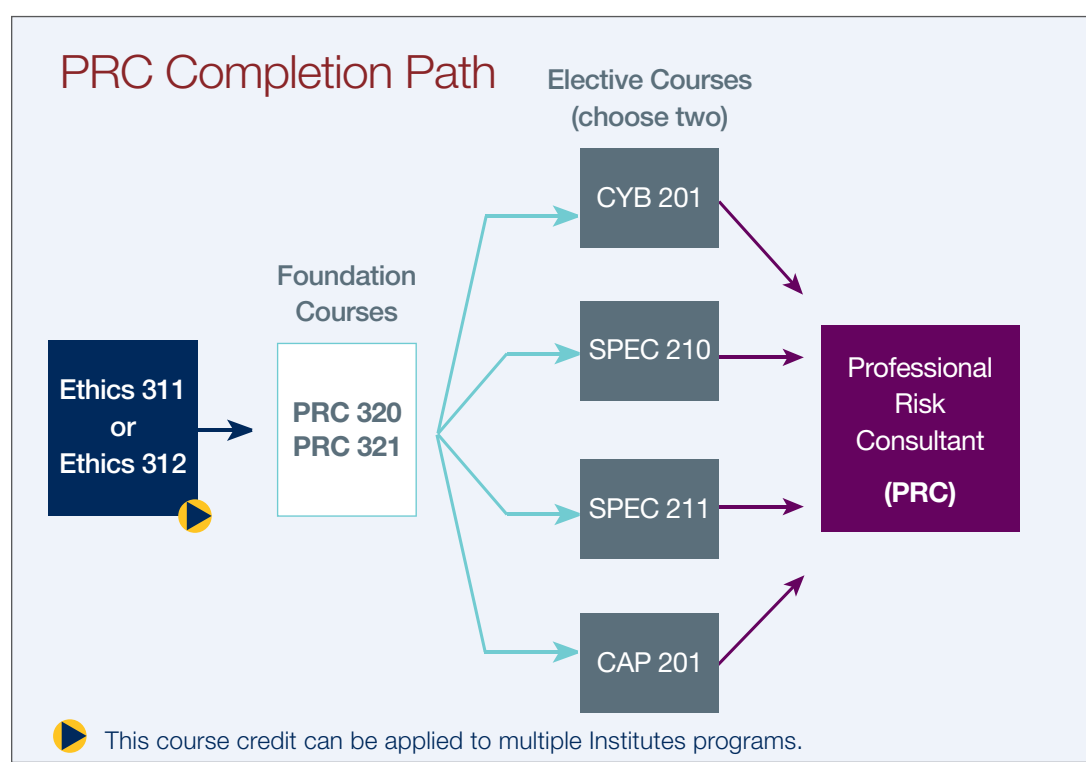 PRC Completion Path
Elective Courses
(choose two)
CYB 201
Foundation
Courses
SPEC 210
Ethics 311
or
Ethics 312
PRC 320
PRC 321
Professional
Risk
Consultant
(PRC)
SPEC 211
CAP 201
This course credit can be applied to multiple Institutes programs.